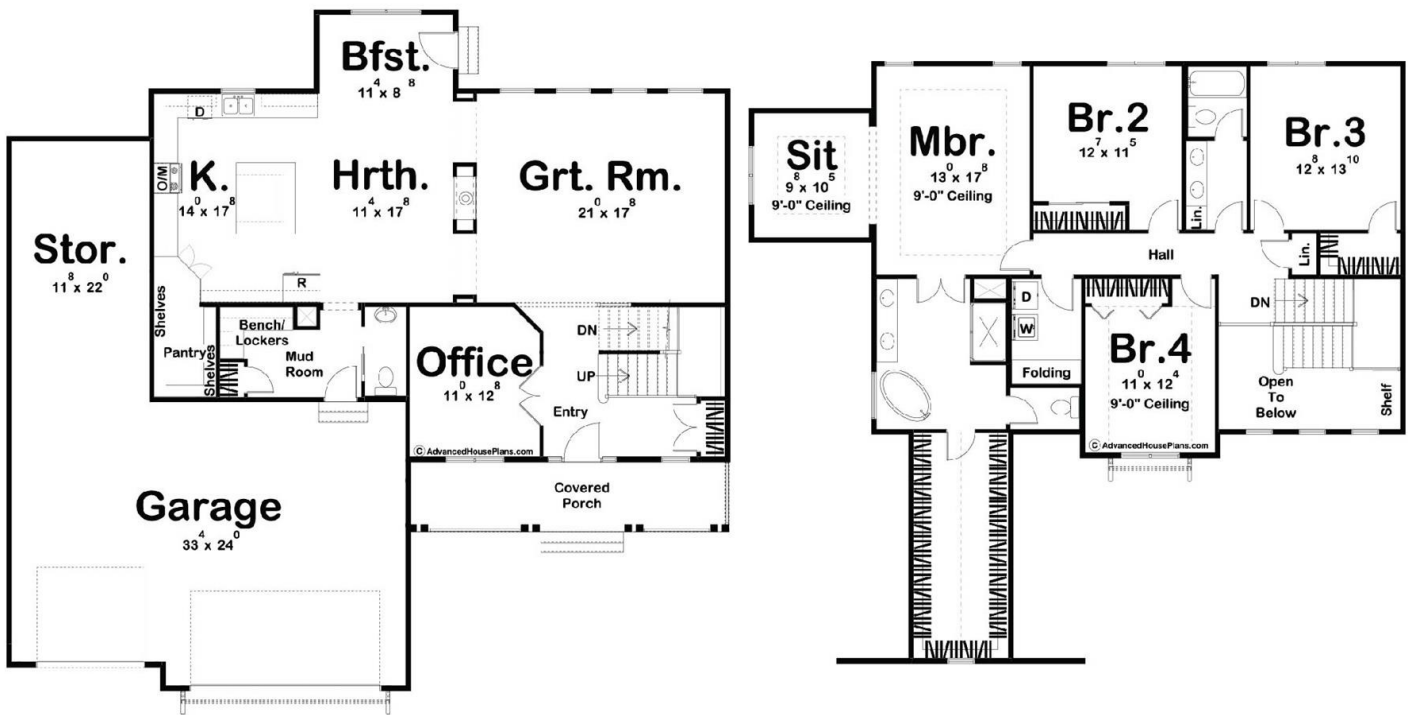 Bfst.
11⁴ x 8⁸
D
O/M
K.
14⁰ x 17⁸
Hrth.
11⁴ x 17⁸
Grt. Rm.
21⁰ x 17⁸
Stor.
11⁸ x 22⁰
R
Shelves
Pantry
Shelves
Bench/
Lockers
Mud
Room
Office
11⁰ x 12⁸
DN
UP
Entry
© AdvancedHousePlans.com
Covered
Porch
Garage
33⁴ x 24⁰
Sit
9⁸ x 10⁵
9'-0" Ceiling
Mbr.
13⁰ x 17⁸
9'-0" Ceiling
Br.2
12⁷ x 11⁵
Lin.
Br.3
12⁸ x 13¹⁰
Hall
Lin.
D
W
Folding
Br.4
11⁰ x 12⁴
9'-0" Ceiling
© AdvancedHousePlans.com
DN
Open
To
Below
Shelf